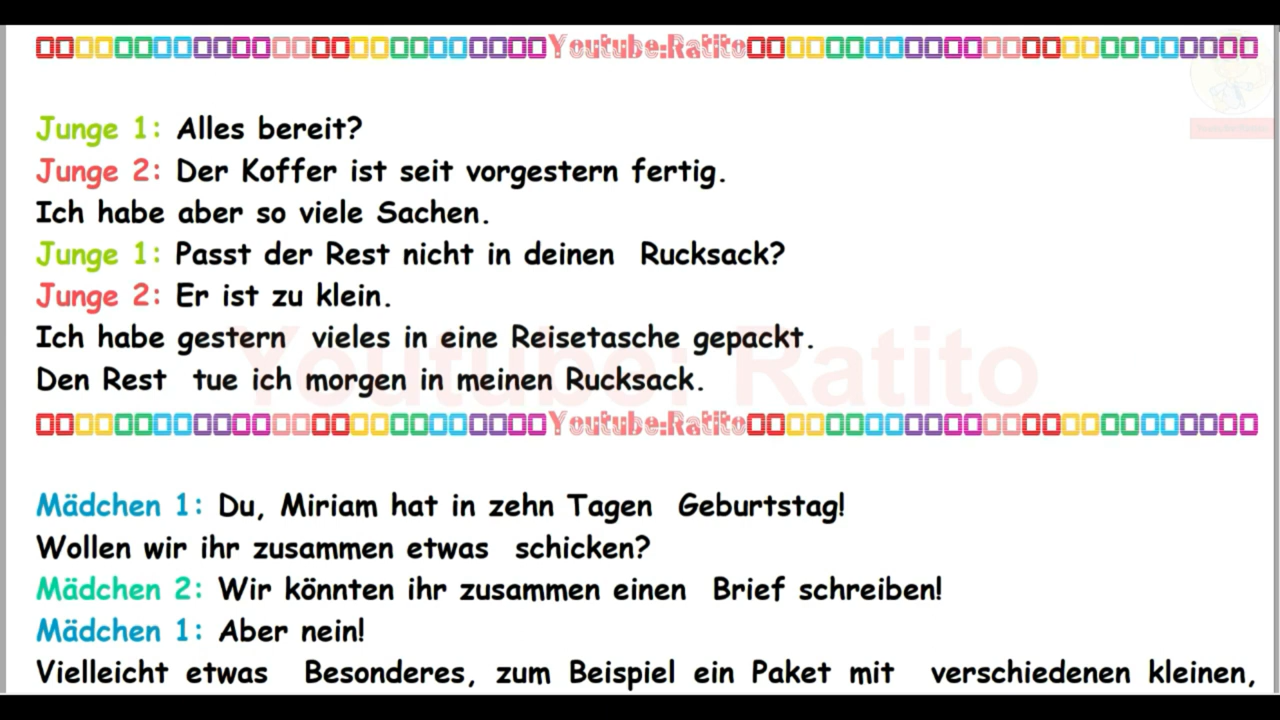 Youtube:Ratito
Junge 1: Alles bereit?
Junge 2: Der Koffer ist seit vorgestern fertig.
Ich habe aber so viele Sachen.
Junge 1: Passt der Rest nicht in deinen Rucksack?
Junge 2: Er ist zu klein.
Ich habe gestern vieles in eine Reisetasche gepackt.
Youtube: Ratito
Den Rest tue ich morgen in meinen Rucksack.
Youtube:Ratito
Mädchen 1: Du, Miriam hat in zehn Tagen Geburtstag!
Wollen wir ihr zusammen etwas schicken?
Mädchen 2: Wir könnten ihr zusammen einen Brief schreiben!
Mädchen 1: Aber nein!
Vielleicht etwas Besonderes, zum Beispiel ein Paket mit verschiedenen kleinen,